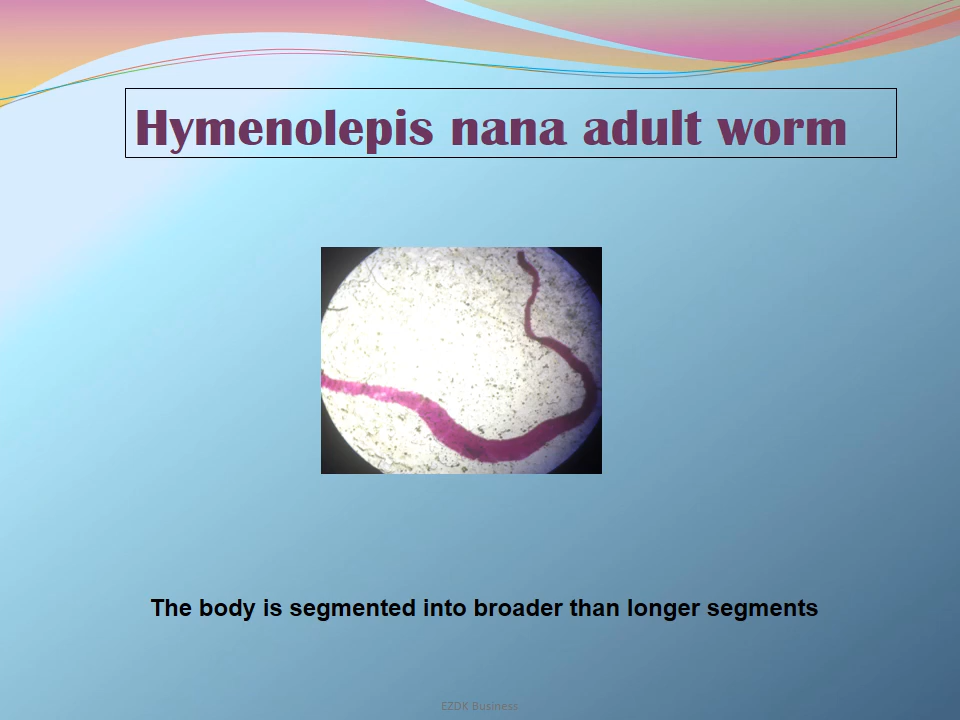 Hymenolepis nana adult worm
The body is segmented into broader than longer segments
EZDK Business